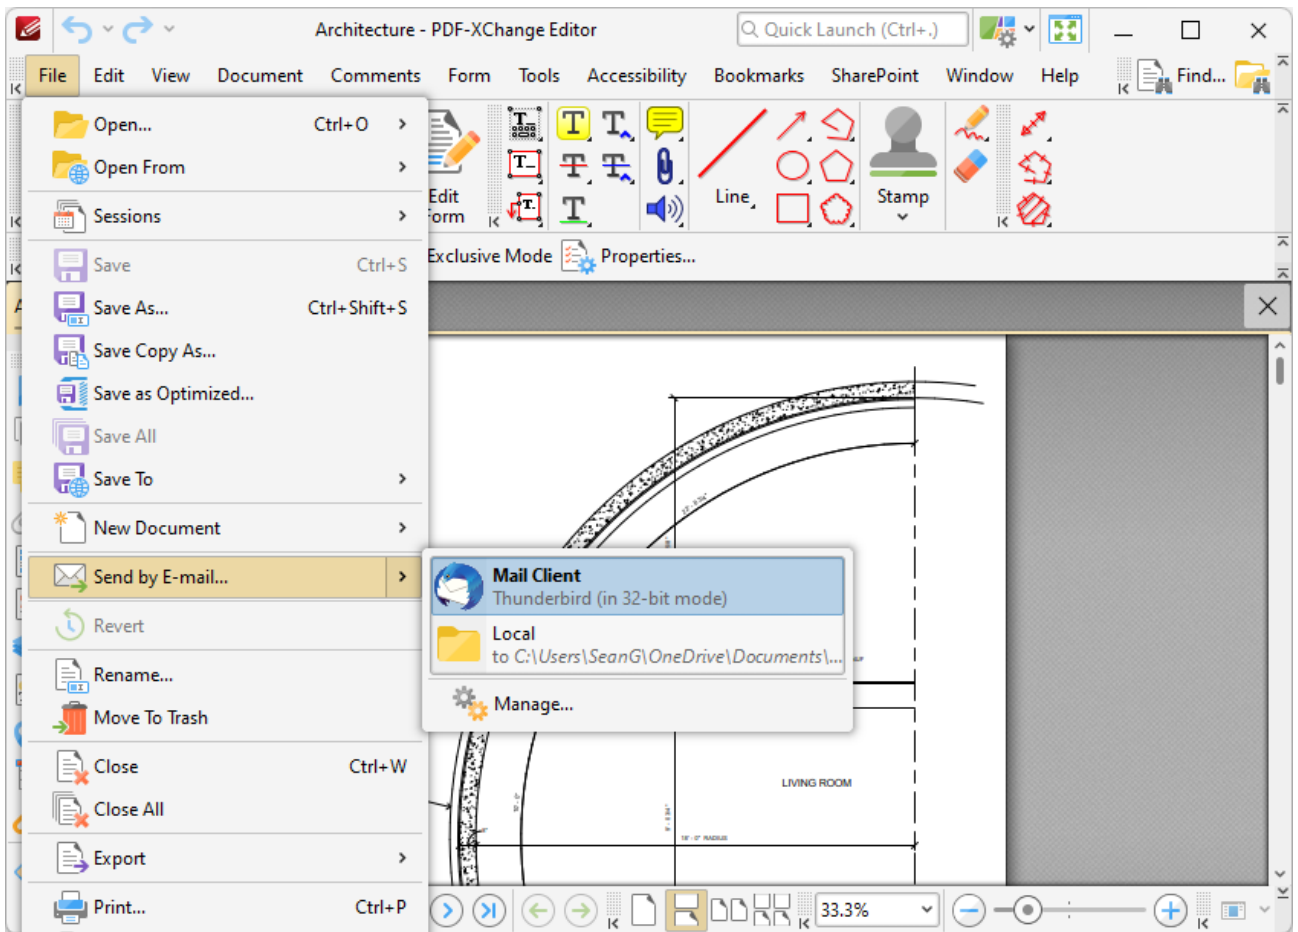 Architecture - PDF-XChange Editor
Quick Launch (Ctrl+.)
File Edit View Document Comments Form Tools Accessibility Bookmarks SharePoint Window Help
Find...
Open... Ctrl+O
Open From
Sessions
Save Ctrl+S
Save As... Ctrl+Shift+S
Save Copy As...
Save as Optimized...
Save All
Save To
New Document
Send by E-mail...
Revert
Rename...
Move To Trash
Close Ctrl+W
Close All
Export
Print... Ctrl+P
Edit
Form
Line
Stamp
Exclusive Mode
Properties...
Mail Client
Thunderbird (in 32-bit mode)
Local
to C:\Users\SeanG\OneDrive\Documents\...
Manage...
LIVING ROOM
16'-0" RADIUS
33.3%